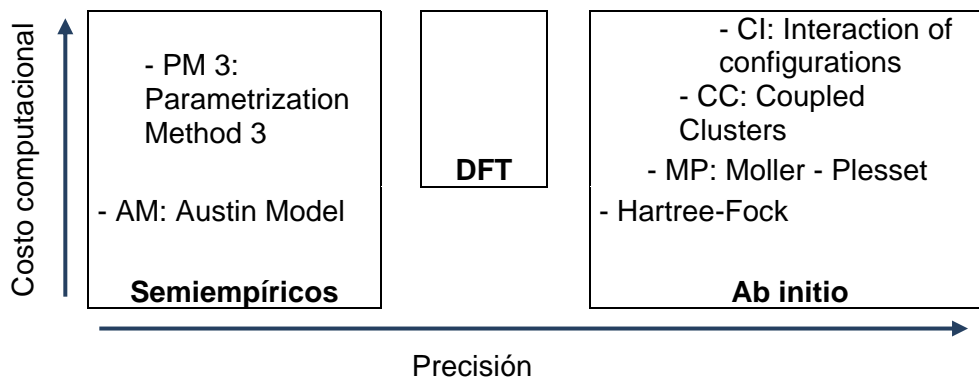 Costo computacional
- PM 3:
Parametrization
Method 3
- AM: Austin Model
Semiempíricos
DFT
- CI: Interaction of
configurations
- CC: Coupled
Clusters
- MP: Moller - Plesset
- Hartree-Fock
Ab initio
Precisión